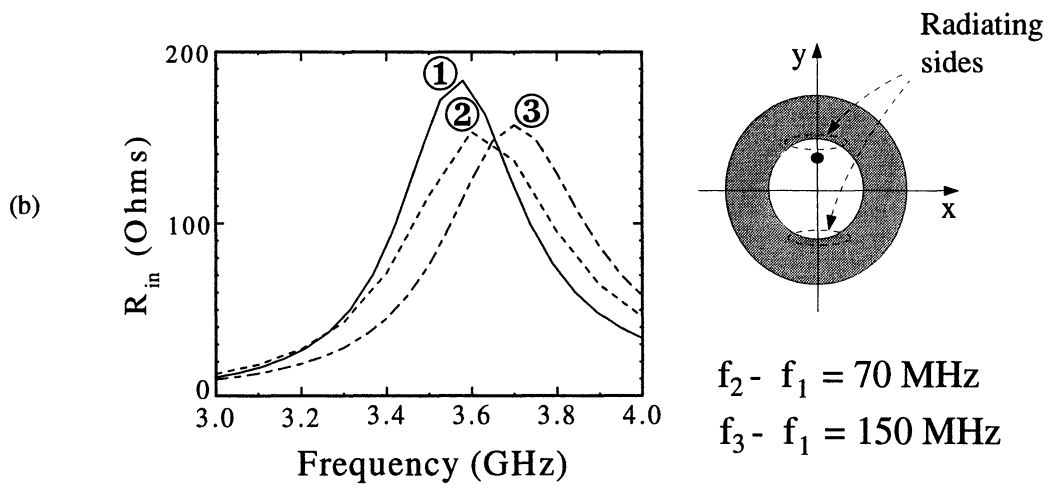 (b)
R_in (Ohms)
200
100
0
3.0 3.2 3.4 3.6 3.8 4.0
Frequency (GHz)
①
②
③
Radiating
sides
y
x
f₂ - f₁ = 70 MHz
f₃ - f₁ = 150 MHz